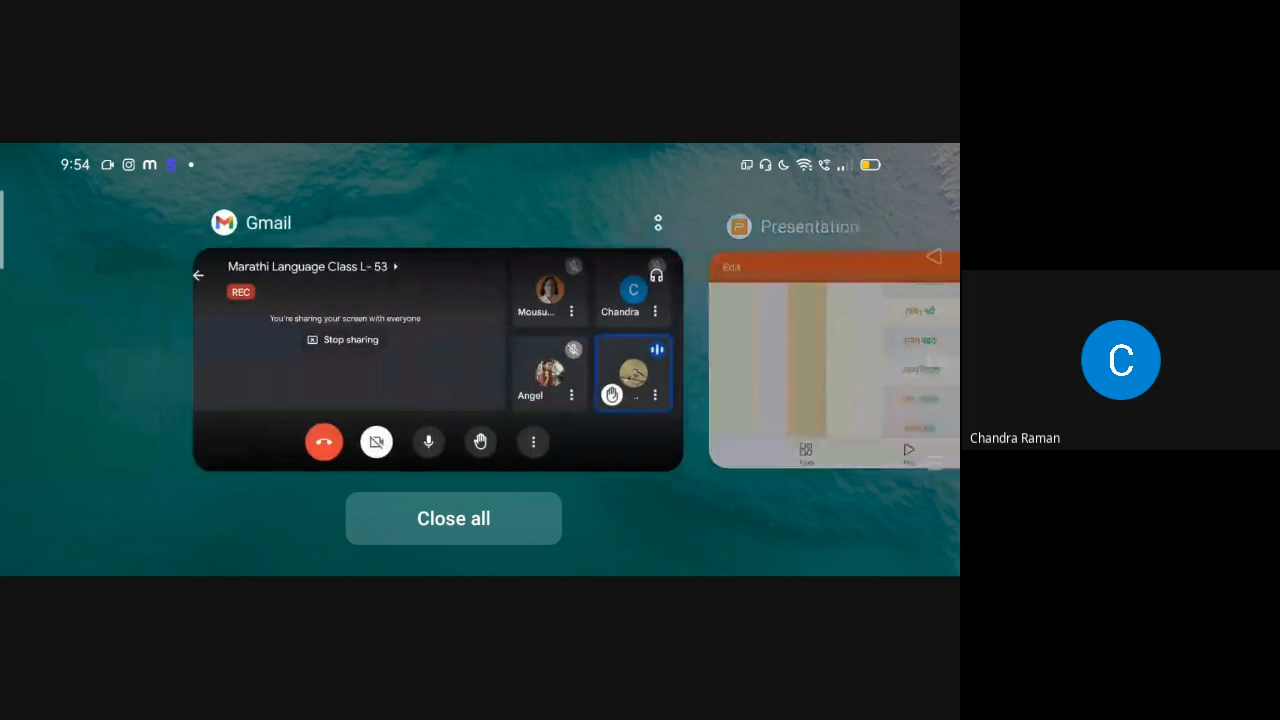 9:54
Gmail
Presentation
Marathi Language Class L- 53
REC
You're sharing your screen with everyone
Stop sharing
Mousu...
C
Chandra
Angel
..
Edit
Close all
C
Chandra Raman